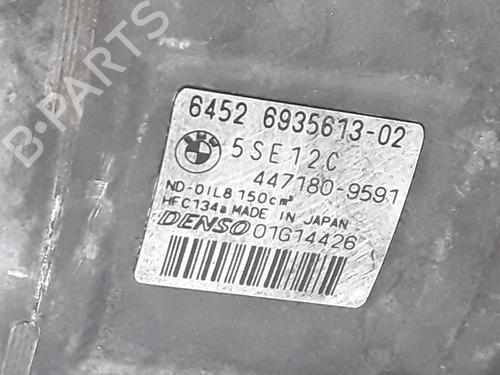 B-PARTS
6452 6935613-02
5SE12C
447180-9591
ND-OIL8 150cm³
HFC134a MADE IN JAPAN
DENSO 01G14426